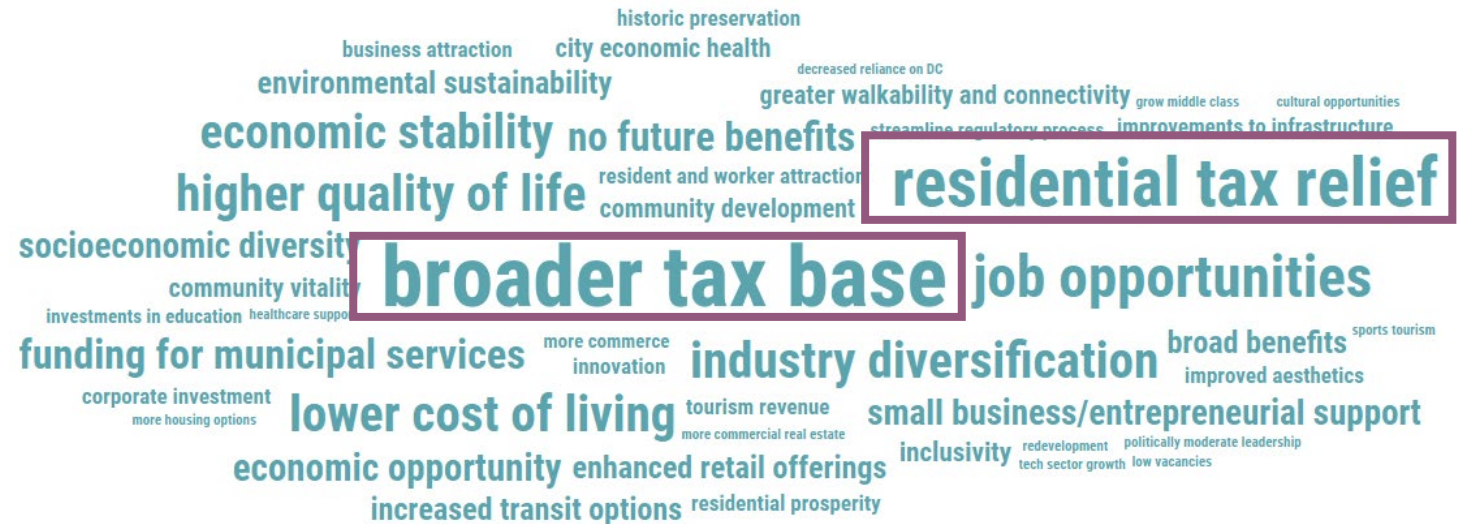 historic preservation
business attraction city economic health
decreased reliance on DC
environmental sustainability
greater walkability and connectivity grow middle class cultural opportunities
economic stability no future benefits streamline regulatory process improvements to infrastructure
higher quality of life resident and worker attraction residential tax relief
community development
socioeconomic diversity
broader tax base job opportunities
community vitality
investments in education healthcare suppor
funding for municipal services more commerce industry diversification broad benefits sports tourism
innovation improved aesthetics
corporate investment lower cost of living tourism revenue small business/entrepreneurial support
more housing options more commercial real estate
inclusivity redevelopment politically moderate leadership
tech sector growth low vacancies
economic opportunity enhanced retail offerings
increased transit options residential prosperity